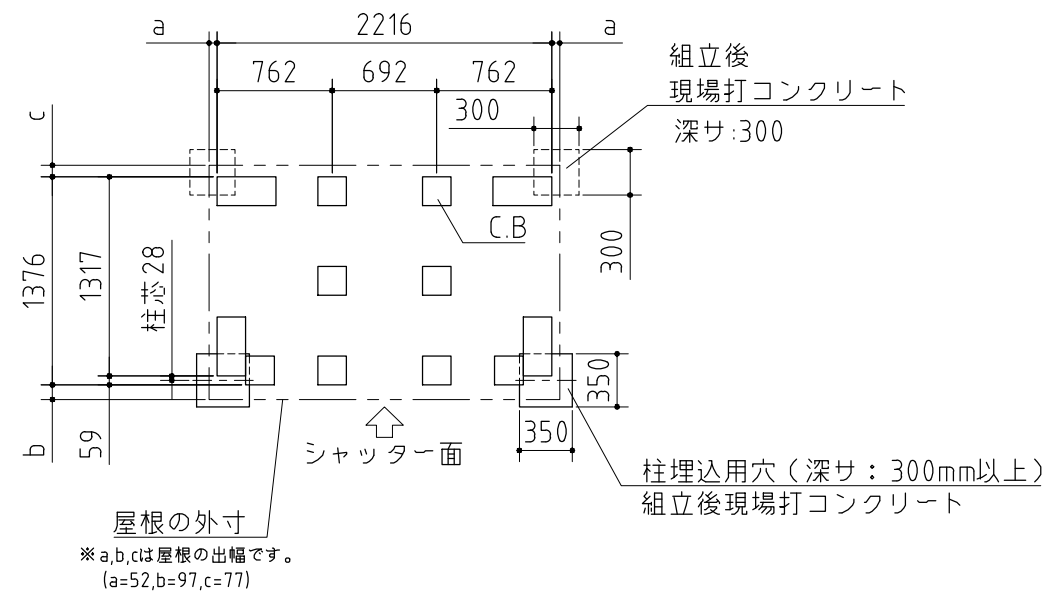 a
2216
a
762
692
762
組立後
現場打コンクリート
300
深サ:300
c
C.B
300
1376
1317
柱芯28
350
350
シャッター面
b
59
柱埋込用穴(深サ:300mm以上)
組立後現場打コンクリート
屋根の外寸
※a,b,cは屋根の出幅です。
(a=52,b=97,c=77)